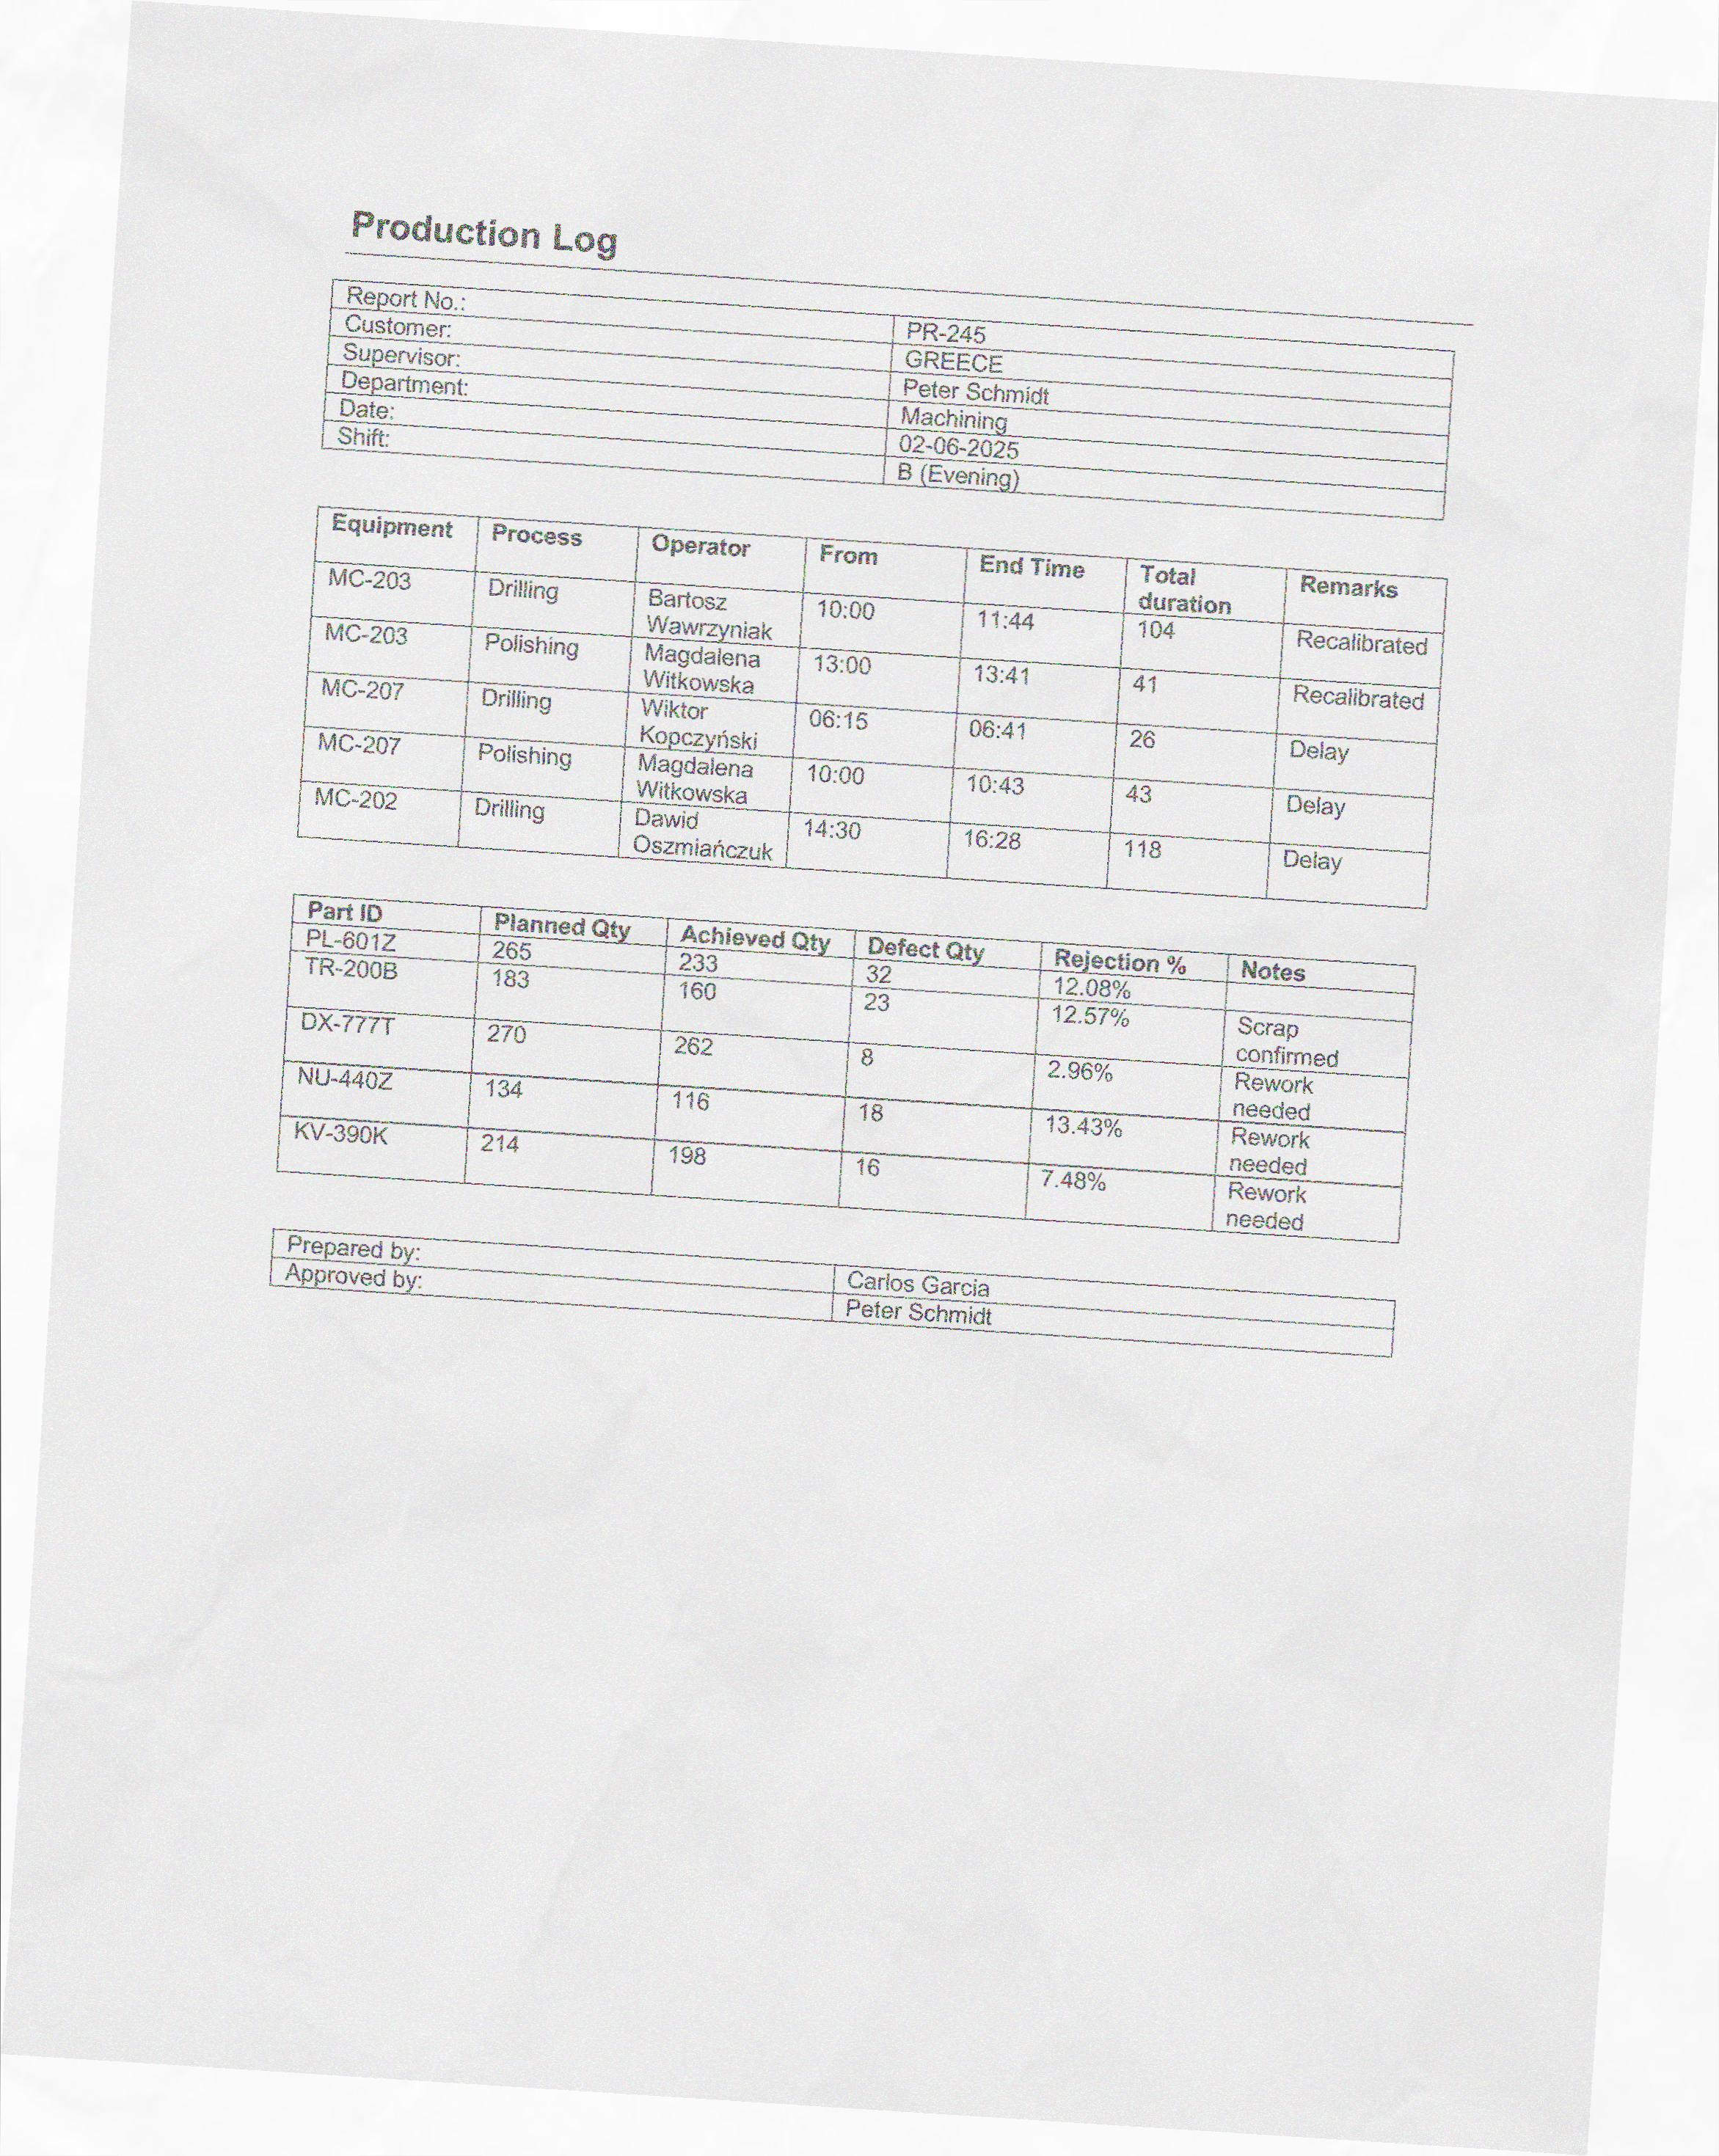 Production Log
Report No.: PR-245
Customer: GREECE
Supervisor: Peter Schmidt
Department: Machining
Date: 02-06-2025
Shift: B (Evening)
Equipment Process Operator From End Time Total duration Remarks
MC-203 Drilling Bartosz Wawrzyniak 10:00 11:44 104 Recalibrated
MC-203 Polishing Magdalena Witkowska 13:00 13:41 41 Recalibrated
MC-207 Drilling Wiktor Kopczyński 06:15 06:41 26 Delay
MC-207 Polishing Magdalena Witkowska 10:00 10:43 43 Delay
MC-202 Drilling Dawid Oszmiańczuk 14:30 16:28 118 Delay
Part ID Planned Qty Achieved Qty Defect Qty Rejection % Notes
PL-601Z 265 233 32 12.08%
TR-200B 183 160 23 12.57% Scrap confirmed
DX-777T 270 262 8 2.96% Rework needed
NU-440Z 134 116 18 13.43% Rework needed
KV-390K 214 198 16 7.48% Rework needed
Prepared by: Carlos Garcia
Approved by: Peter Schmidt